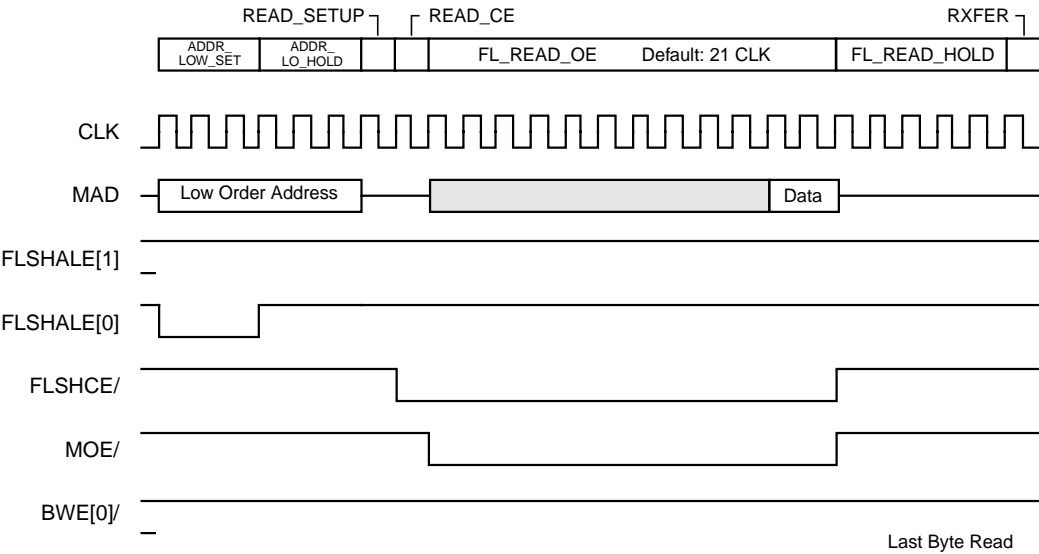 READ_SETUP READ_CE RXFER
ADDR_ LOW_SET ADDR_ LO_HOLD FL_READ_OE Default: 21 CLK FL_READ_HOLD
CLK
MAD Low Order Address Data
FLSHALE[1]
FLSHALE[0]
FLSHCE/
MOE/
BWE[0]/
Last Byte Read